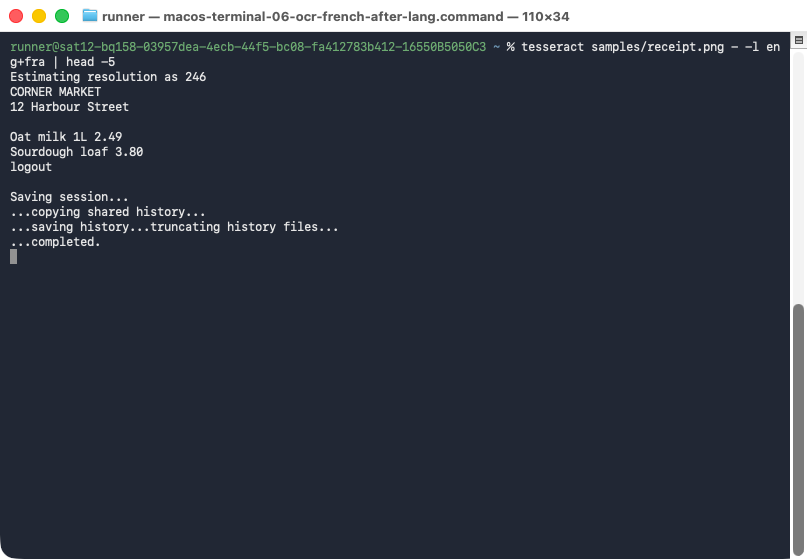 runner — macos-terminal-06-ocr-french-after-lang.command — 110×34
runner@sat12-bq158-03957dea-4ecb-44f5-bc08-fa412783b412-16550B5050C3 ~ % tesseract samples/receipt.png - -l en
g+fra | head -5
Estimating resolution as 246
CORNER MARKET
12 Harbour Street

Oat milk 1L 2.49
Sourdough loaf 3.80
logout

Saving session...
...copying shared history...
...saving history...truncating history files...
...completed.